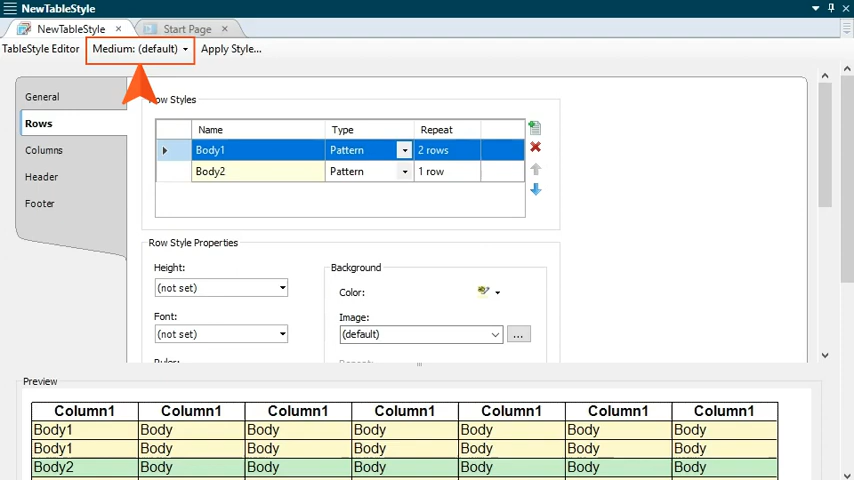 NewTableStyle
NewTableStyle Start Page
TableStyle Editor Medium: (default) Apply Style...
General
Rows
Columns
Header
Footer
Row Styles
Name Type Repeat
Body1 Pattern 2 rows
Body2 Pattern 1 row
Row Style Properties
Height:
(not set)
Font:
(not set)
Ruler:
Background
Color:
Image:
(default) ...
Repeat:
Preview
Column1 Column1 Column1 Column1 Column1 Column1 Column1
Body1 Body Body Body Body Body Body
Body1 Body Body Body Body Body Body
Body2 Body Body Body Body Body Body